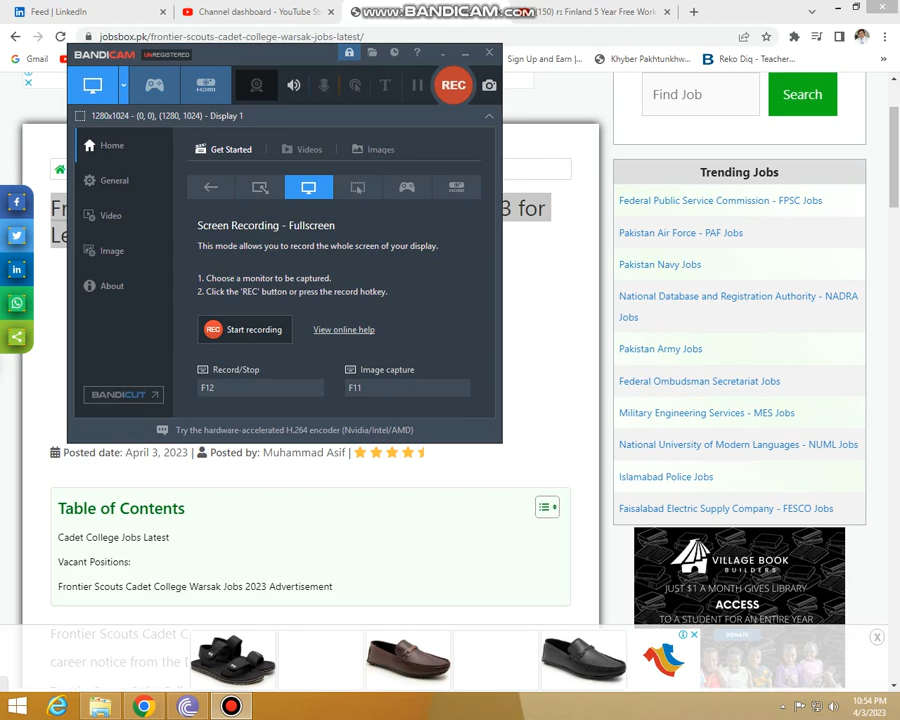 Feed | LinkedIn
Channel dashboard - YouTube St
www.BANDICAM.com
(150) Finland 5 Year Free Work
jobsbox.pk/frontier-scouts-cadet-college-warsak-jobs-latest/
Gmail
Sign Up and Earn |
Khyber Pakhtunkhw...
Reko Diq - Teacher...
BANDICAM UNREGISTERED
HDMI
REC
1280x1024 - (0, 0), (1280, 1024) - Display 1
Home
General
Video
Image
About
BANDICUT
Get Started
Videos
Images
HDMI
Screen Recording - Fullscreen
This mode allows you to record the whole screen of your display.
1. Choose a monitor to be captured.
2. Click the 'REC' button or press the record hotkey.
REC Start recording
View online help
Record/Stop
Image capture
F12
F11
Try the hardware-accelerated H.264 encoder (Nvidia/Intel/AMD)
3 for
Posted date: April 3, 2023 | Posted by: Muhammad Asif |
Table of Contents
Cadet College Jobs Latest
Vacant Positions:
Frontier Scouts Cadet College Warsak Jobs 2023 Advertisement
Frontier Scouts Cadet C
career notice from the
Find Job
Search
Trending Jobs
Federal Public Service Commission - FPSC Jobs
Pakistan Air Force - PAF Jobs
Pakistan Navy Jobs
National Database and Registration Authority - NADRA
Jobs
Pakistan Army Jobs
Federal Ombudsman Secretariat Jobs
Military Engineering Services - MES Jobs
National University of Modern Languages - NUML Jobs
Islamabad Police Jobs
Faisalabad Electric Supply Company - FESCO Jobs
VILLAGE BOOK
BUILDERS
JUST $1 A MONTH GIVES LIBRARY
ACCESS
TO A STUDENT FOR AN ENTIRE YEAR
DONATE
10:54 PM
4/3/2023